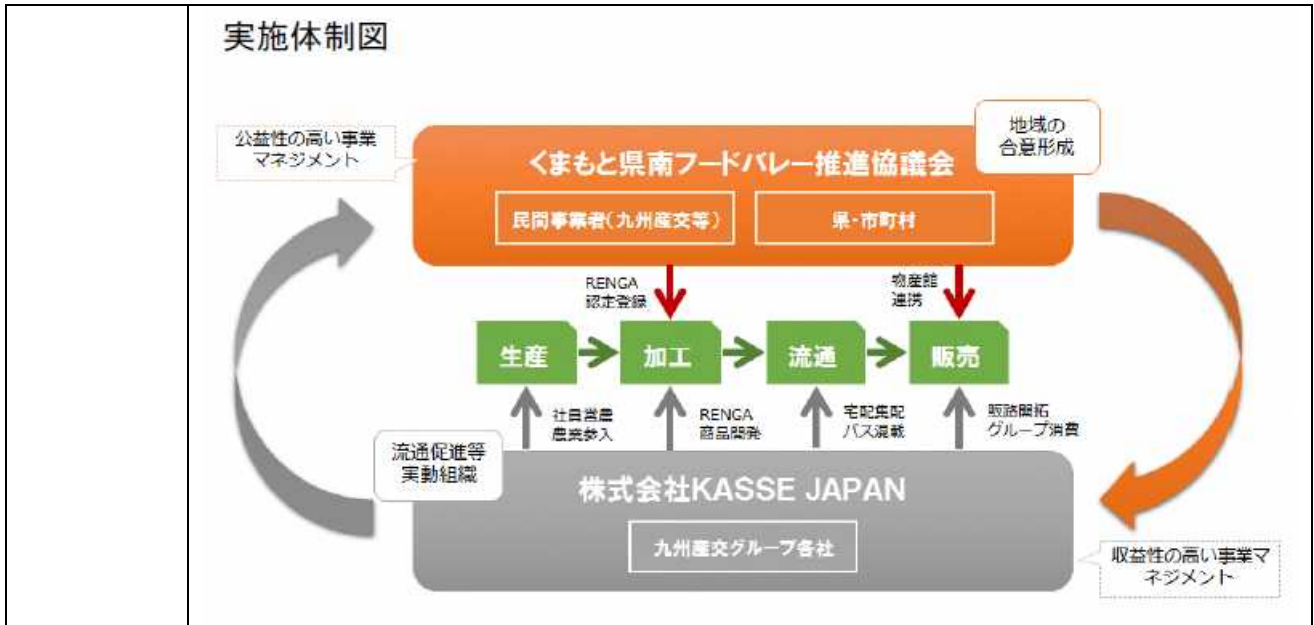 実施体制図
公益性の高い事業
マネジメント
地域の
合意形成
くまもと県南フードバレー推進協議会
民間事業者（九州産交等）
県・市町村
RENGA
認定登録
物産館
連携
生産
加工
流通
販売
社員営農
農業参入
RENGA
商品開発
宅配集配
バス混載
販路開拓
グループ消費
流通促進等
実動組織
株式会社KASSE JAPAN
九州産交グループ各社
収益性の高い事業マ
ネジメント